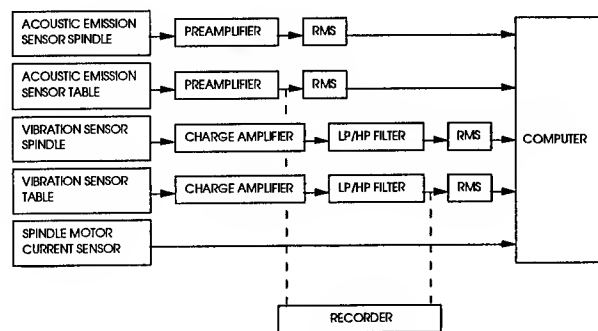 ACOUSTIC EMISSION
SENSOR SPINDLE
PREAMPLIFIER
RMS
ACOUSTIC EMISSION
SENSOR TABLE
PREAMPLIFIER
RMS
VIBRATION SENSOR
SPINDLE
CHARGE AMPLIFIER
LP/HP FILTER
RMS
COMPUTER
VIBRATION SENSOR
TABLE
CHARGE AMPLIFIER
LP/HP FILTER
RMS
SPINDLE MOTOR
CURRENT SENSOR
RECORDER